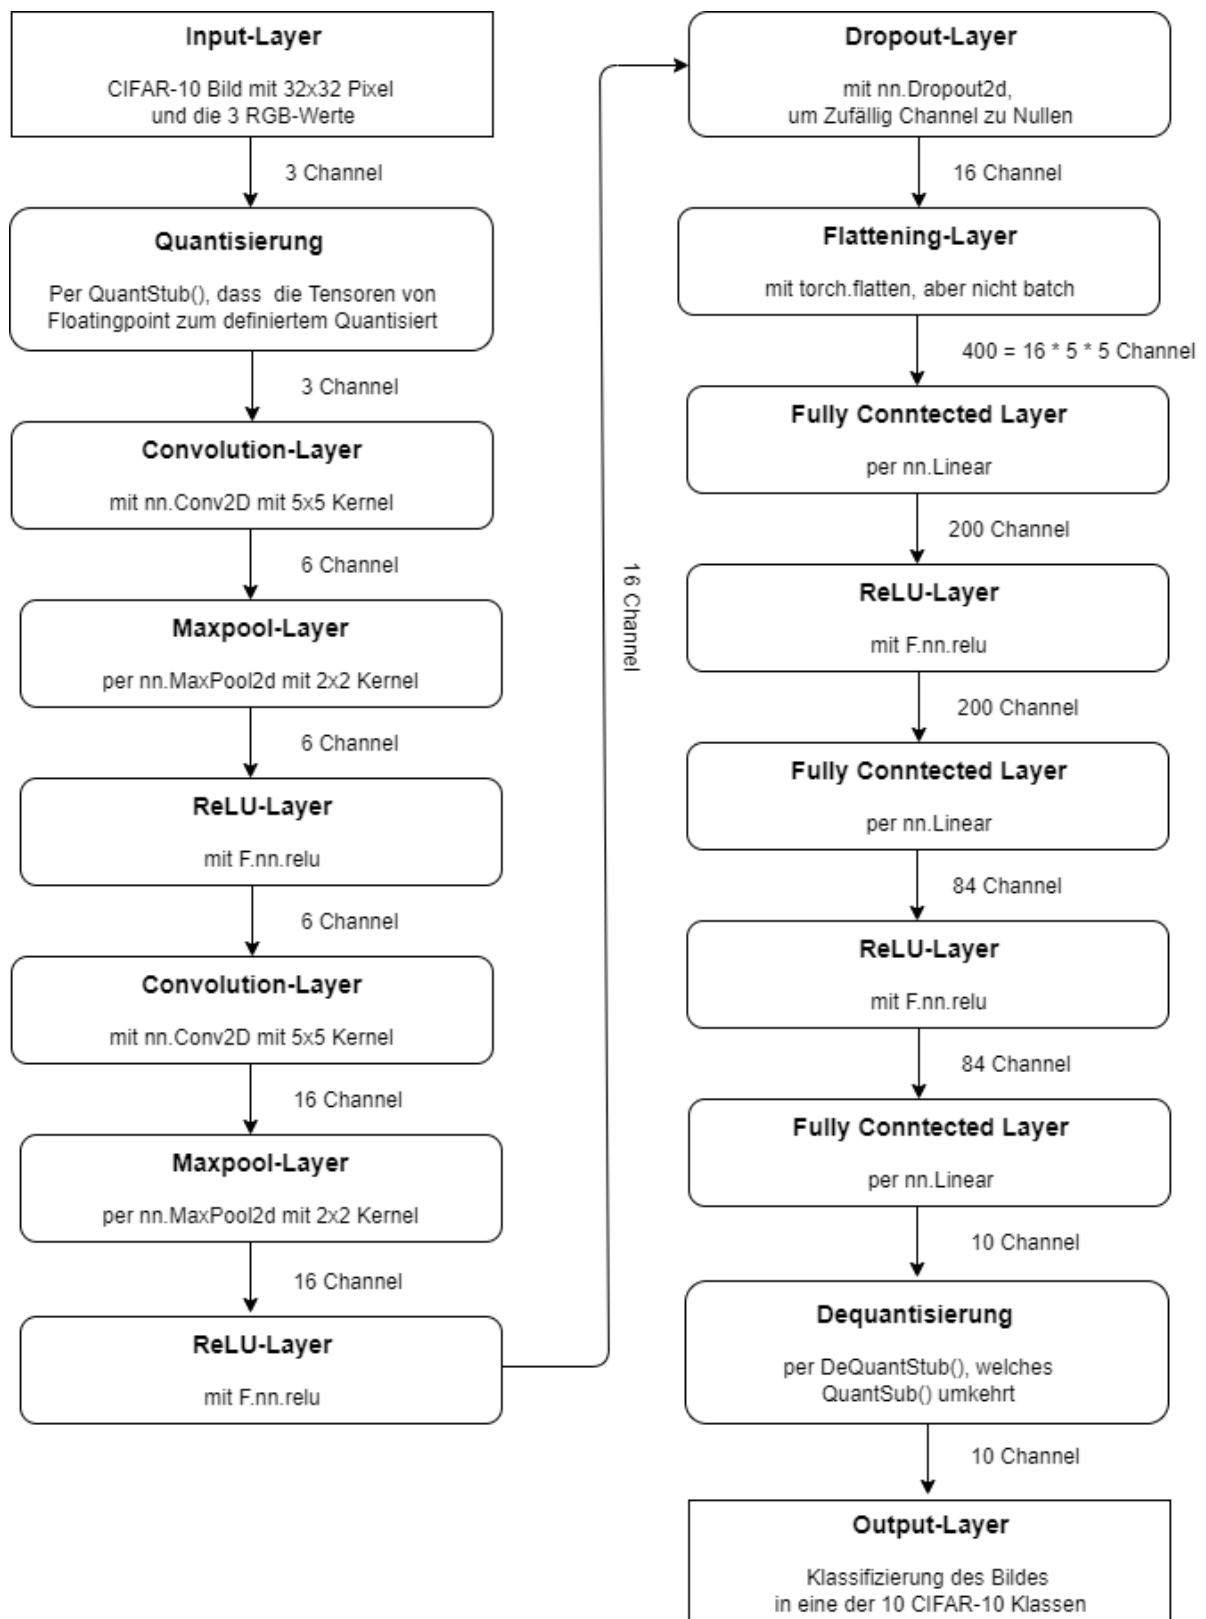 Input-Layer
CIFAR-10 Bild mit 32x32 Pixel
und die 3 RGB-Werte
3 Channel
Quantisierung
Per QuantStub(), dass die Tensoren von
Floatingpoint zum definiertem Quantisiert
3 Channel
Convolution-Layer
mit nn.Conv2D mit 5x5 Kernel
6 Channel
Maxpool-Layer
per nn.MaxPool2d mit 2x2 Kernel
6 Channel
ReLU-Layer
mit F.nn.relu
6 Channel
Convolution-Layer
mit nn.Conv2D mit 5x5 Kernel
16 Channel
Maxpool-Layer
per nn.MaxPool2d mit 2x2 Kernel
16 Channel
ReLU-Layer
mit F.nn.relu
16 Channel
Dropout-Layer
mit nn.Dropout2d,
um Zufällig Channel zu Nullen
16 Channel
Flattening-Layer
mit torch.flatten, aber nicht batch
400 = 16 * 5 * 5 Channel
Fully Conntected Layer
per nn.Linear
200 Channel
ReLU-Layer
mit F.nn.relu
200 Channel
Fully Conntected Layer
per nn.Linear
84 Channel
ReLU-Layer
mit F.nn.relu
84 Channel
Fully Conntected Layer
per nn.Linear
10 Channel
Dequantisierung
per DeQuantStub(), welches
QuantSub() umkehrt
10 Channel
Output-Layer
Klassifizierung des Bildes
in eine der 10 CIFAR-10 Klassen